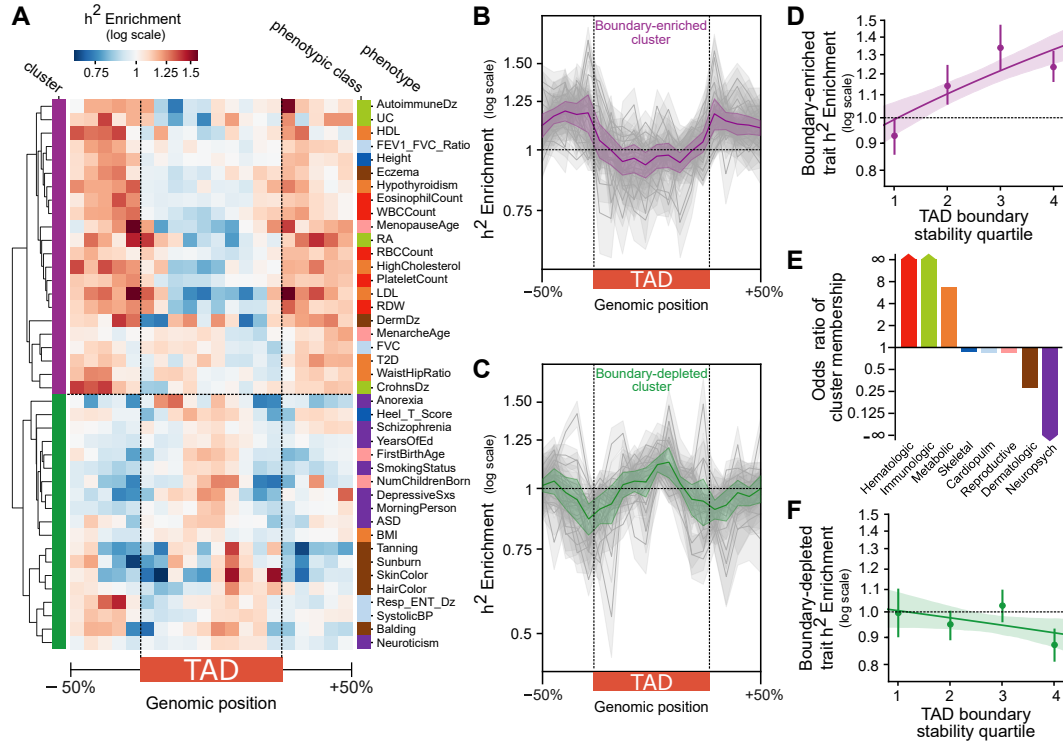 A
h² Enrichment
(log scale)
0.75
1
1.25
1.5
cluster
phenotypic class
phenotype
AutoimmuneDz
UC
HDL
FEV1_FVC_Ratio
Height
Eczema
Hypothyroidism
EosinophilCount
WBCCount
MenopauseAge
RA
RBCCount
HighCholesterol
PlateletCount
LDL
RDW
DermDz
MenarcheAge
FVC
T2D
WaistHipRatio
CrohnsDz
Anorexia
Heel_T_Score
Schizophrenia
YearsOfEd
FirstBirthAge
SmokingStatus
NumChildrenBorn
DepressiveSxs
MorningPerson
ASD
BMI
Tanning
Sunburn
SkinColor
HairColor
Resp_ENT_Dz
SystolicBP
Balding
Neuroticism
TAD
−50%
+50%
Genomic position
B
Boundary-enriched
cluster
h² Enrichment (log scale)
1.50
1.25
1
0.75
TAD
−50%
Genomic position
+50%
C
Boundary-depleted
cluster
h² Enrichment (log scale)
1.50
1.25
1
0.75
0.5
TAD
−50%
Genomic position
+50%
D
Boundary-enriched
trait h² Enrichment
(log scale)
1.5
1.3
1.2
1.1
1.0
0.9
0.8
1
2
3
4
TAD boundary
stability quartile
E
Odds ratio of
cluster membership
∞
8
4
2
1
0.5
0.25
0.125
-∞
Hematologic
Immunologic
Metabolic
Skeletal
Cardiopulm
Reproductive
Dermatologic
Neuropsych
F
Boundary-depleted
trait h² Enrichment
(log scale)
1.5
1.3
1.2
1.1
1.0
0.9
0.8
1
2
3
4
TAD boundary
stability quartile